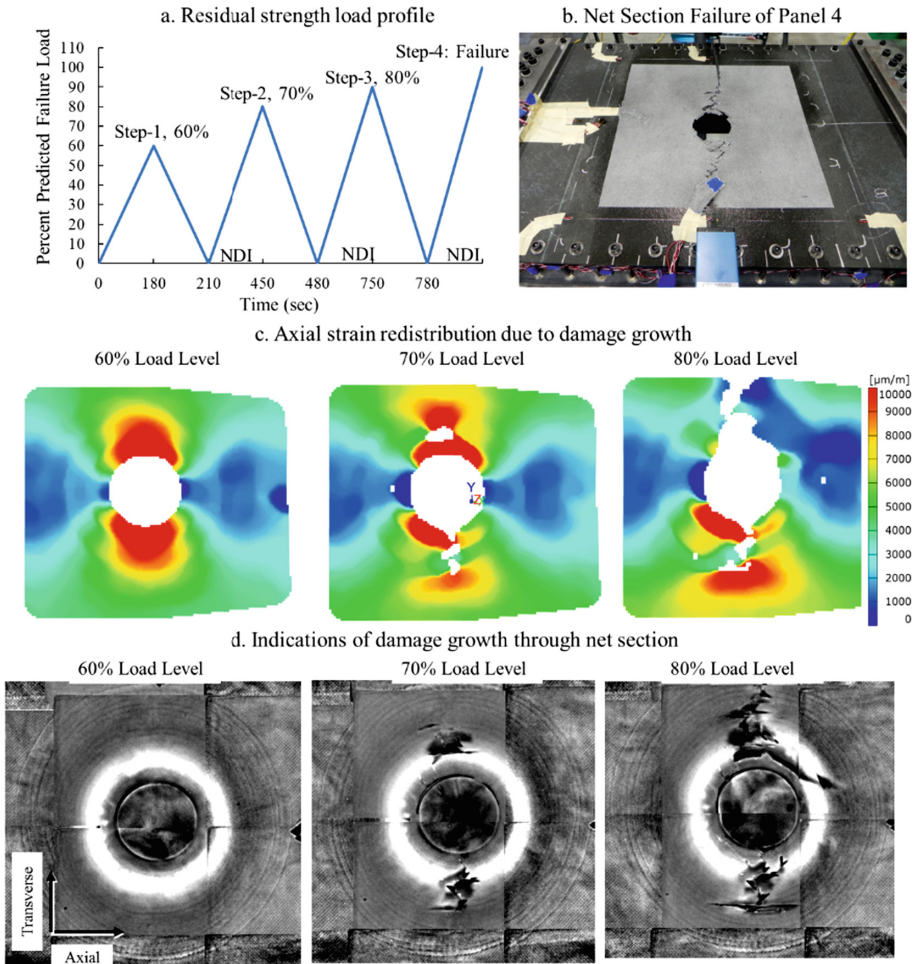 a. Residual strength load profile
b. Net Section Failure of Panel 4
Percent Predicted Failure Load
110
100
90
80
70
60
50
40
30
20
10
0
Step-1, 60%
Step-2, 70%
Step-3, 80%
Step-4: Failure
NDI
NDI
NDI
0 180 210 450 480 750 780
Time (sec)
c. Axial strain redistribution due to damage growth
60% Load Level 70% Load Level 80% Load Level
[µm/m]
10000
9000
8000
7000
6000
5000
4000
3000
2000
1000
0
Y
Z
d. Indications of damage growth through net section
60% Load Level 70% Load Level 80% Load Level
Transverse
Axial